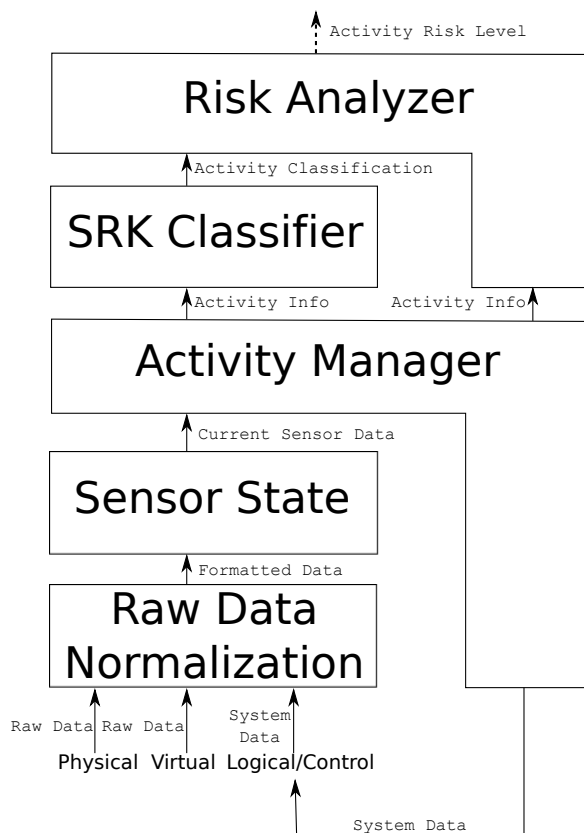 Activity Risk Level
Risk Analyzer
Activity Classification
SRK Classifier
Activity Info
Activity Info
Activity Manager
Current Sensor Data
Sensor State
Formatted Data
Raw Data
Normalization
Raw Data
Raw Data
System
Data
Physical
Virtual
Logical/Control
System Data